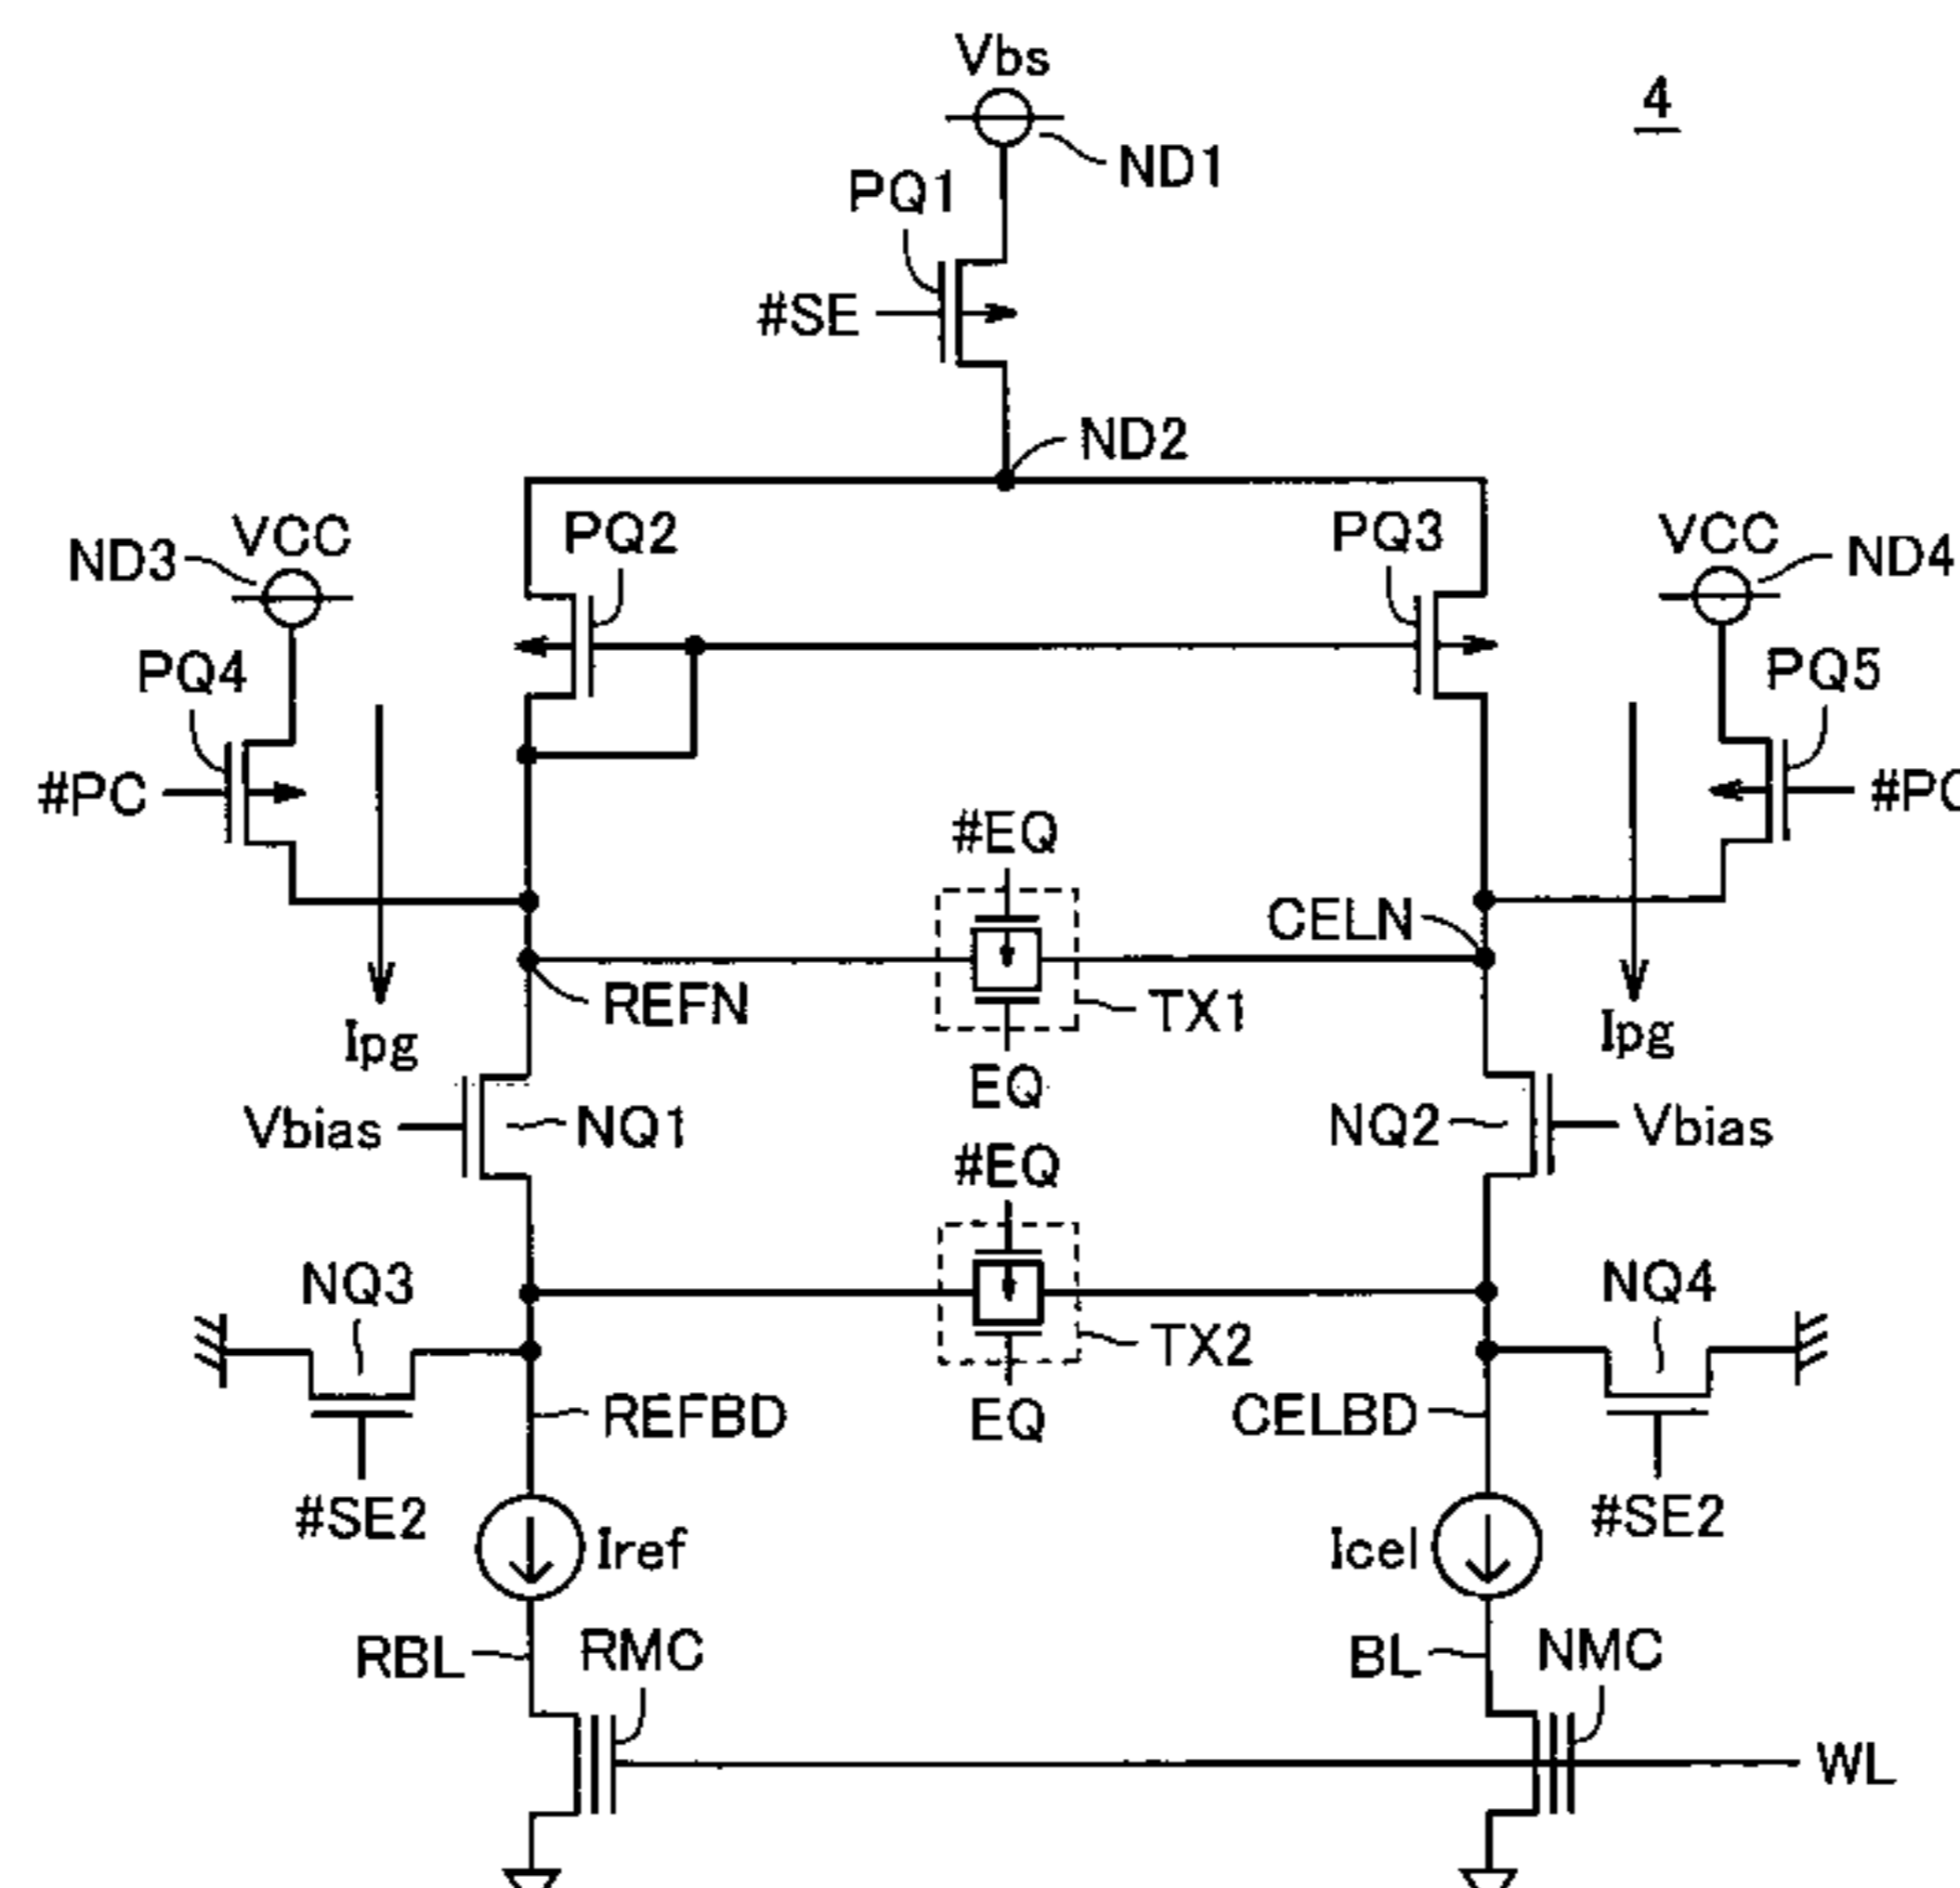 Vbs
4
ND1
PQ1
#SE
ND2
VCC
PQ2
PQ3
VCC
ND3
ND4
PQ4
PQ5
#PC
#PC
#EQ
CELN
REFN
TX1
Ipg
Ipg
EQ
Vbias
NQ1
NQ2
Vbias
#EQ
NQ3
NQ4
TX2
REFBD
EQ
CELBD
#SE2
#SE2
Iref
Icel
RBL
RMC
BL
NMC
WL